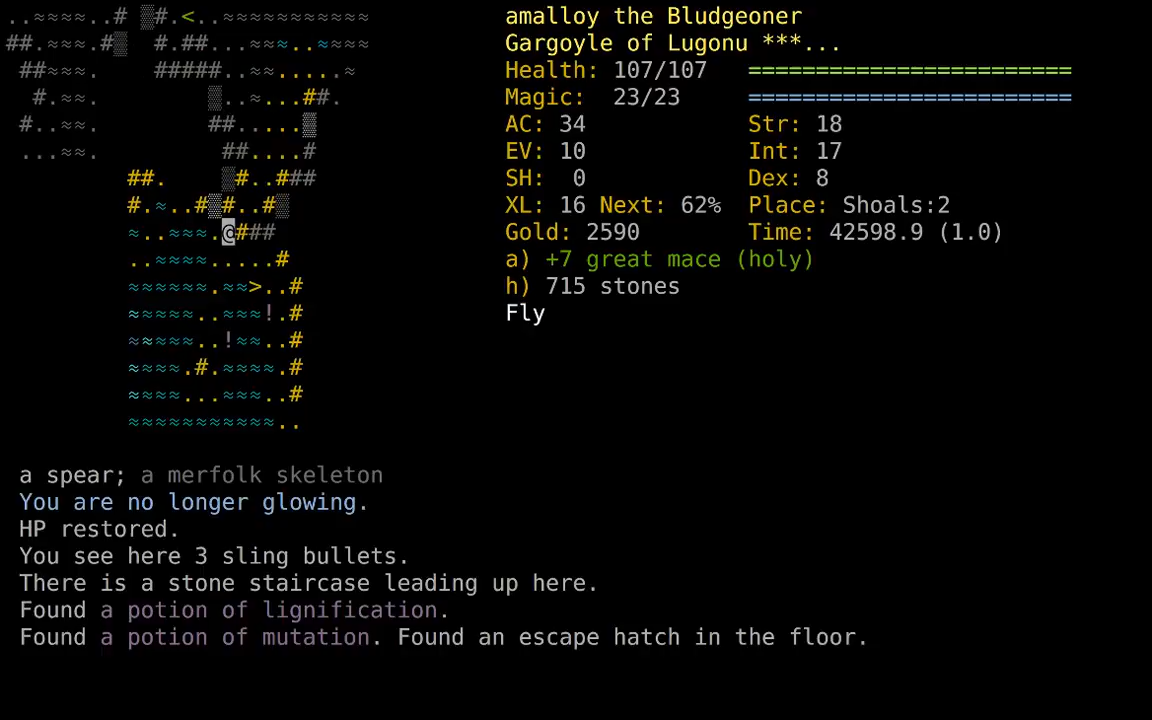 amalloy the Bludgeoner
Gargoyle of Lugonu ***...
Health: 107/107 ========================
Magic: 23/23 ========================
AC: 34 Str: 18
EV: 10 Int: 17
SH: 0 Dex: 8
XL: 16 Next: 62% Place: Shoals:2
Gold: 2590 Time: 42598.9 (1.0)
a) +7 great mace (holy)
h) 715 stones
Fly
a spear; a merfolk skeleton
You are no longer glowing.
HP restored.
You see here 3 sling bullets.
There is a stone staircase leading up here.
Found a potion of lignification.
Found a potion of mutation. Found an escape hatch in the floor.